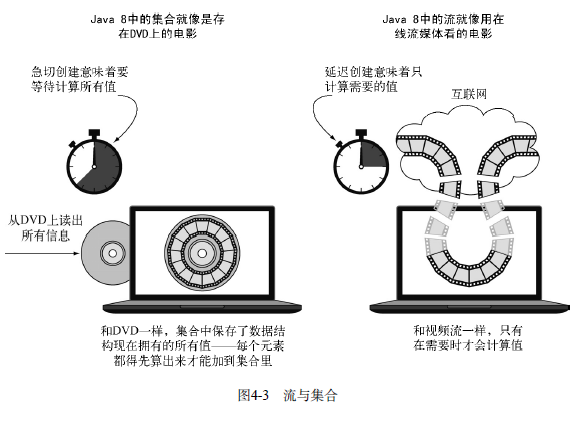 Java 8中的集合就像是存
在DVD上的电影
急切创建意味着要
等待计算所有值
从DVD上读出
所有信息
和DVD一样，集合中保存了数据结
构现在拥有的所有值——每个元素
都得先算出来才能加到集合里
Java 8中的流就像用在
线流媒体看的电影
延迟创建意味着只
计算需要的值
互联网
和视频流一样，只有
在需要时才会计算值
图4-3 流与集合